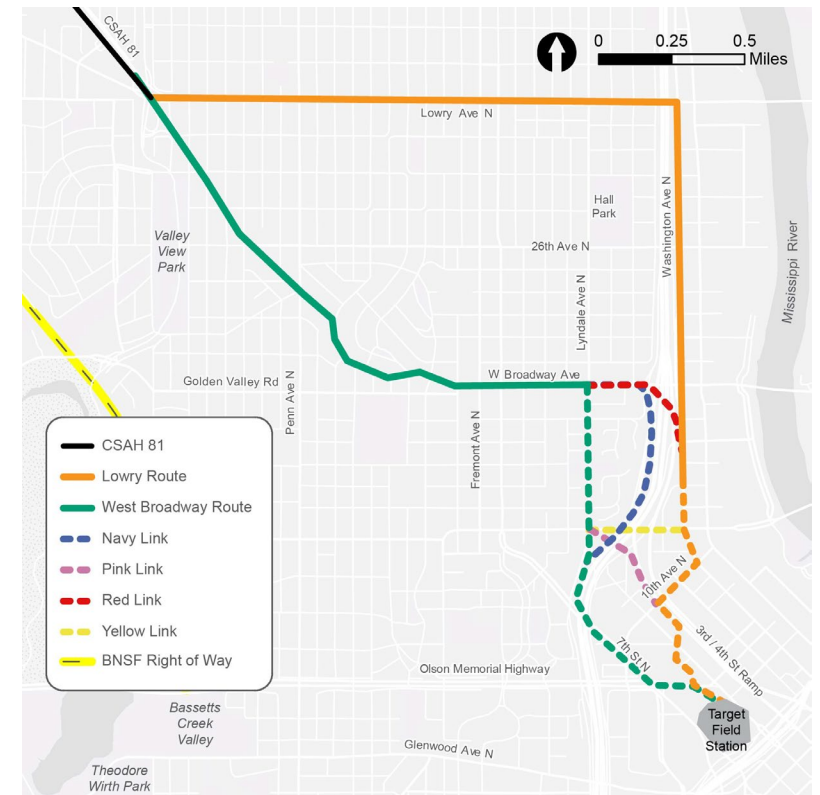 CSAH 81
0 0.25 0.5
Miles
Lowry Ave N
Hall
Park
Washington Ave N
Mississippi River
Valley
View
Park
26th Ave N
Lyndale Ave N
W Broadway Ave
Golden Valley Rd
Penn Ave N
Fremont Ave N
CSAH 81
Lowry Route
West Broadway Route
Navy Link
Pink Link
Red Link
Yellow Link
BNSF Right of Way
10th Ave N
7th St N
3rd / 4th St Ramp
Olson Memorial Highway
Target
Field
Station
Bassetts
Creek
Valley
Glenwood Ave N
Theodore
Wirth Park